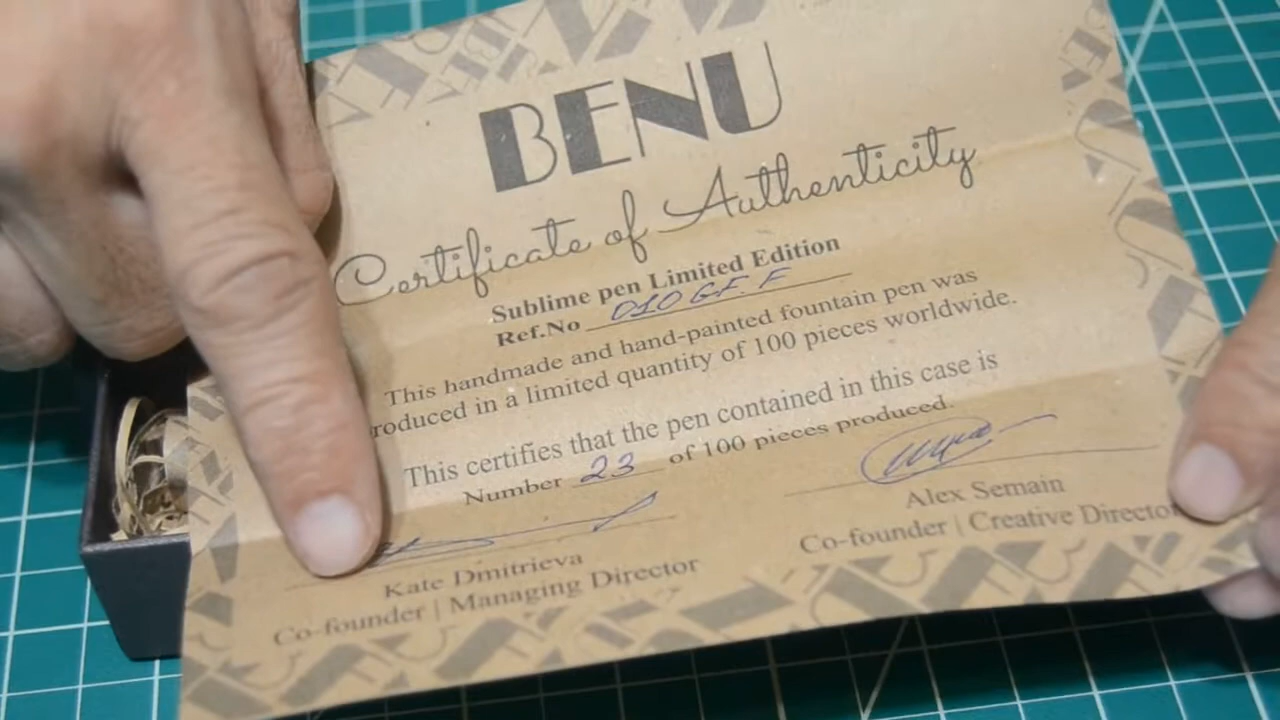 BENU
Certificate of Authenticity
Sublime pen Limited Edition
Ref.No 010 GF F
This handmade and hand-painted fountain pen was
roduced in a limited quantity of 100 pieces worldwide.
This certifies that the pen contained in this case is
Number 23 of 100 pieces produced.
Kate Dmitrieva
Co-founder | Managing Director
Alex Semain
Co-founder | Creative Director